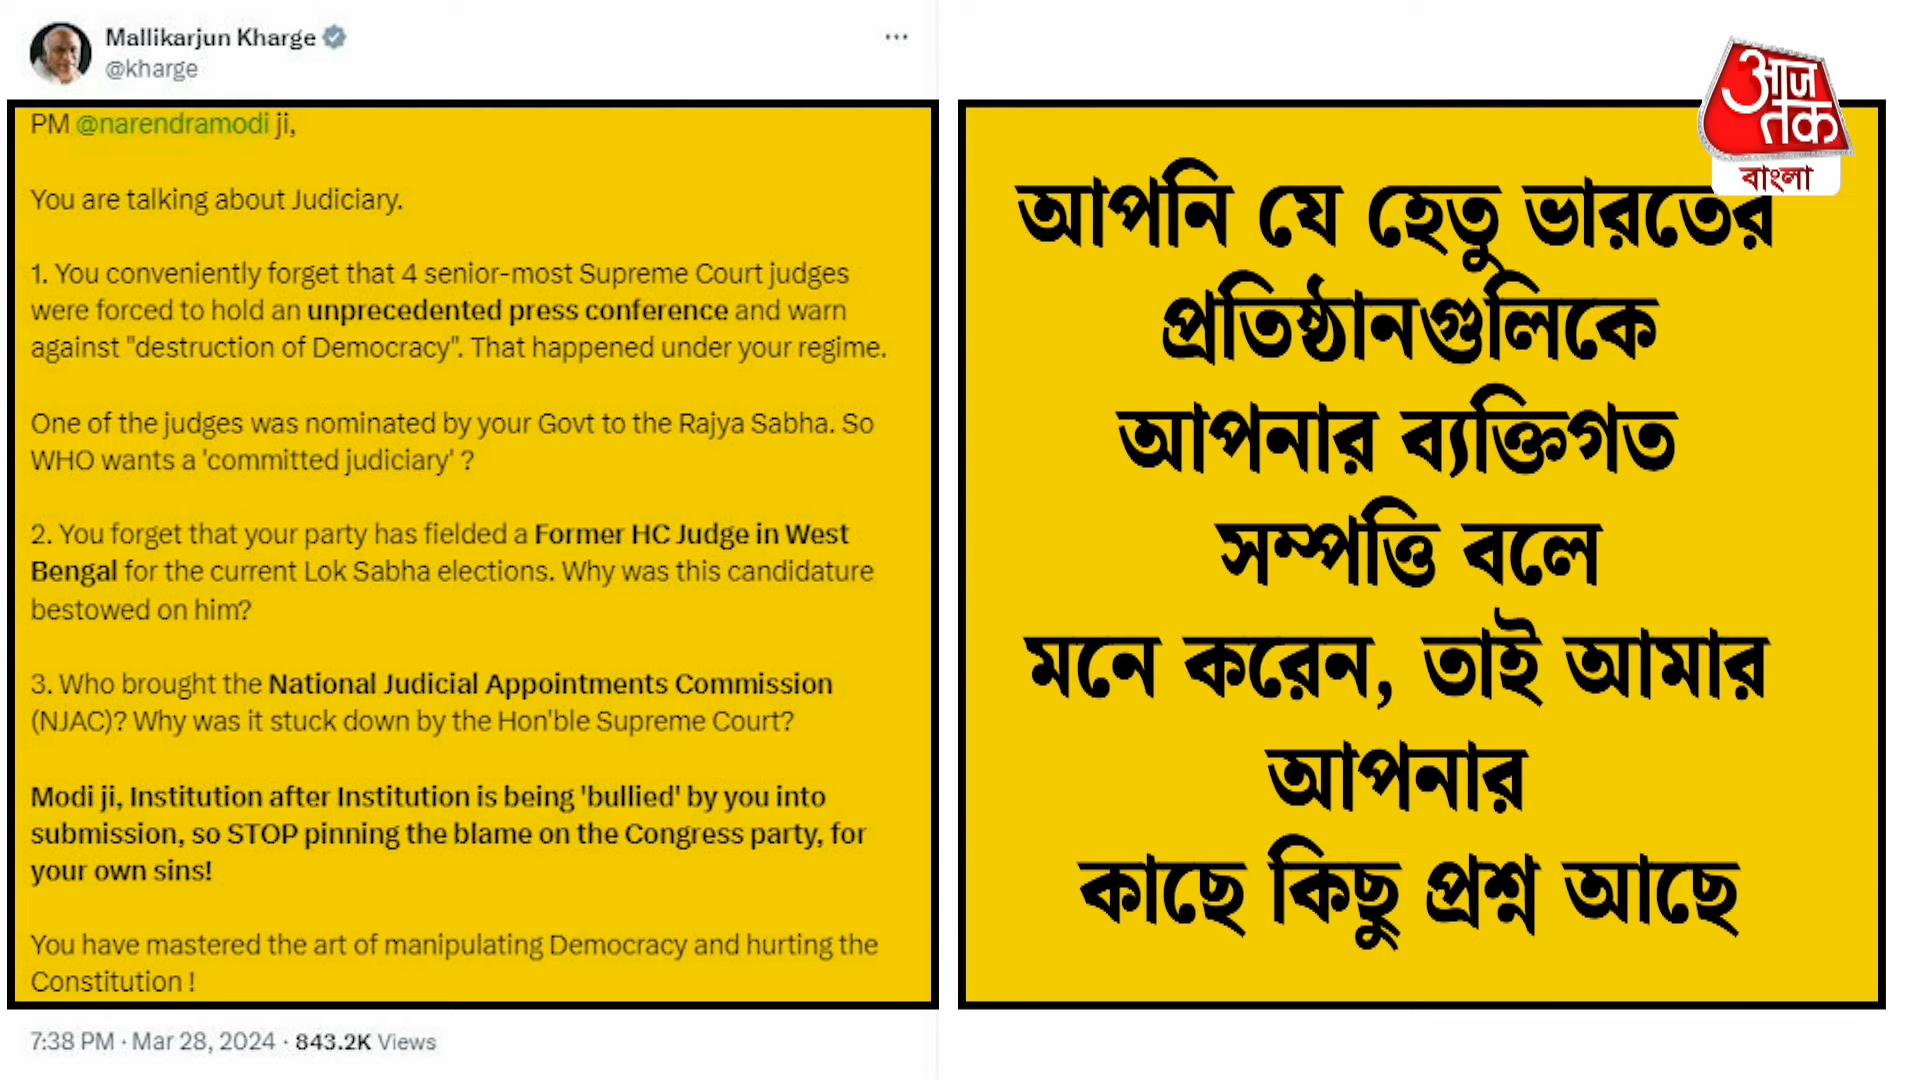 Mallikarjun Kharge
@kharge
PM @narendramodi ji,
You are talking about Judiciary.
1. You conveniently forget that 4 senior-most Supreme Court judges
were forced to hold an unprecedented press conference and warn
against "destruction of Democracy". That happened under your regime.
One of the judges was nominated by your Govt to the Rajya Sabha. So
WHO wants a 'committed judiciary' ?
2. You forget that your party has fielded a Former HC Judge in West
Bengal for the current Lok Sabha elections. Why was this candidature
bestowed on him?
3. Who brought the National Judicial Appointments Commission
(NJAC)? Why was it stuck down by the Hon'ble Supreme Court?
Modi ji, Institution after Institution is being 'bullied' by you into
submission, so STOP pinning the blame on the Congress party, for
your own sins!
You have mastered the art of manipulating Democracy and hurting the
Constitution !
7:38 PM · Mar 28, 2024 · 843.2K Views
आज
तक
বাংলা
আপনি যে হেতু ভারতের
প্রতিষ্ঠানগুলিকে
আপনার ব্যক্তিগত
সম্পত্তি বলে
মনে করেন, তাই আমার
আপনার
কাছে কিছু প্রশ্ন আছে